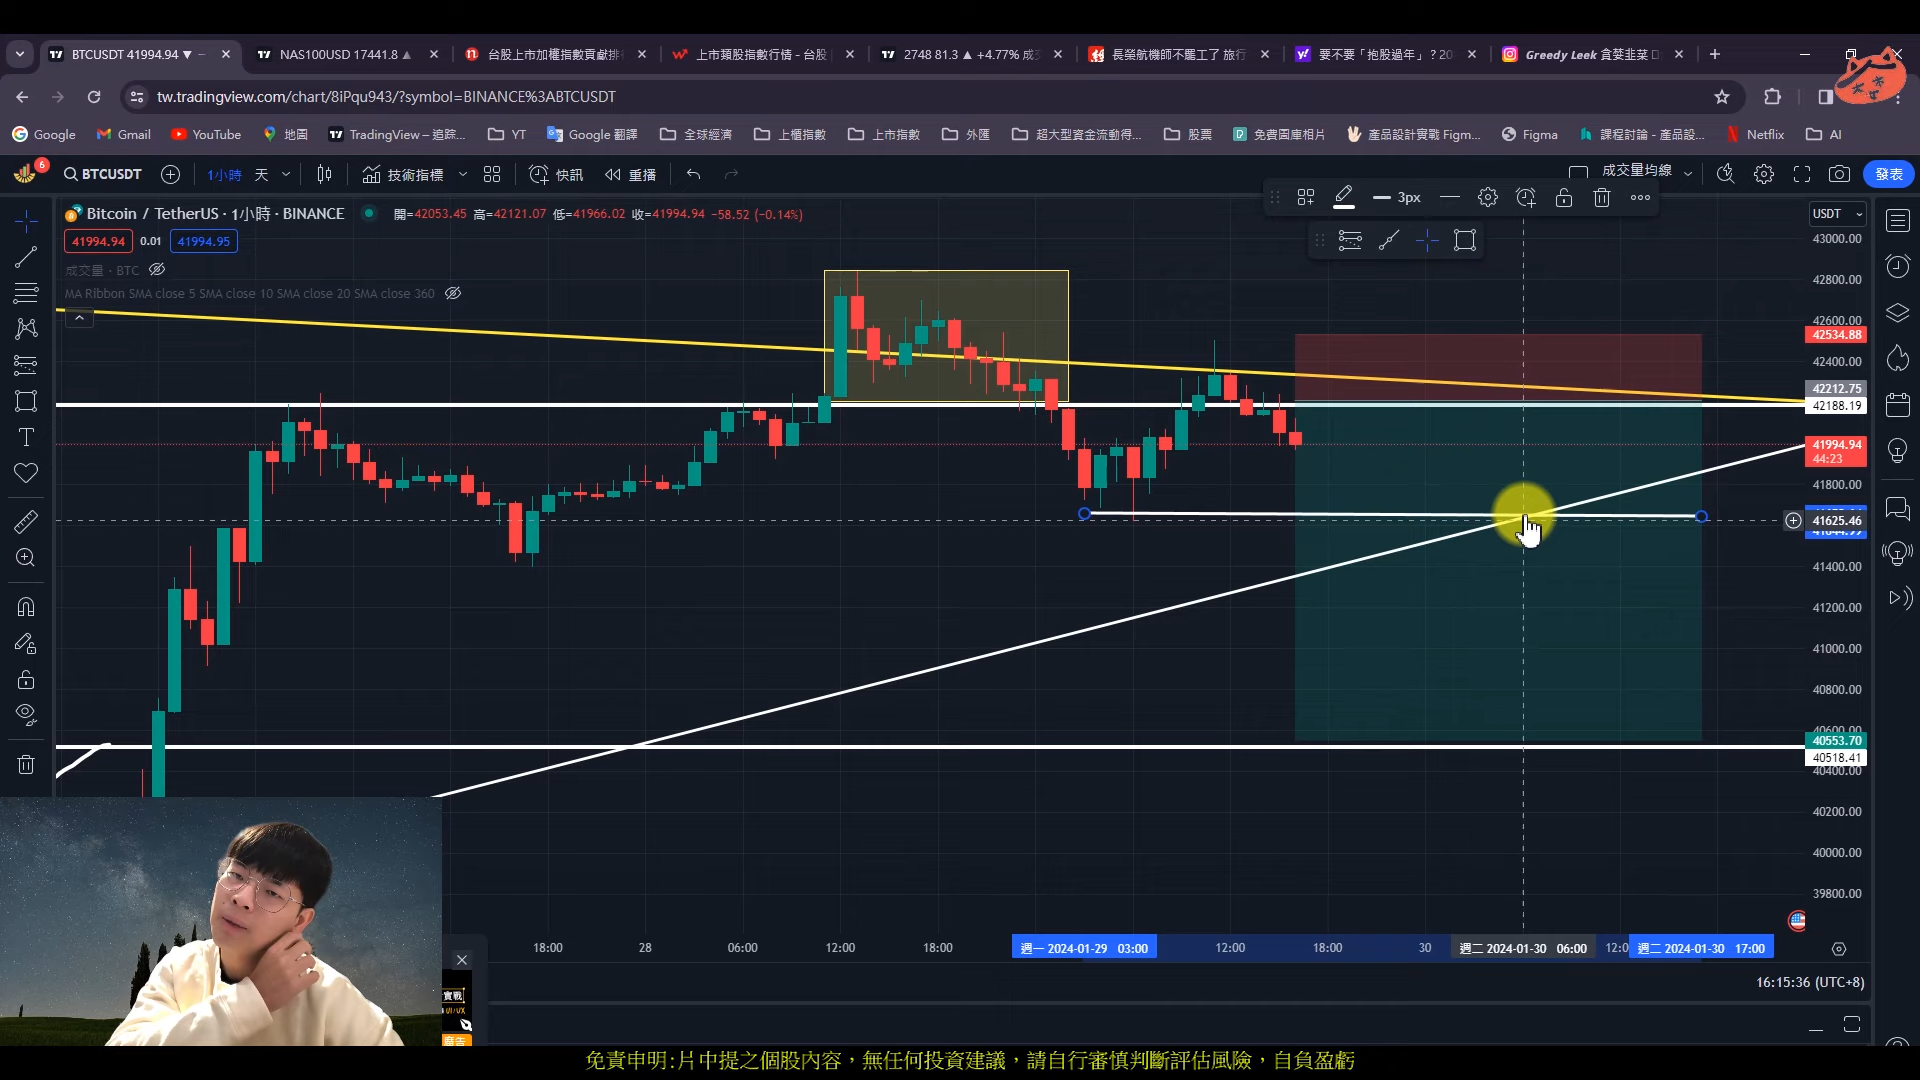 BTCUSDT 41994.94 ▼ −
NAS100USD 17441.8 ▲
台股上市加權指數貢獻排
上市類股指數行情 - 台股
2748 81.3 ▲ +4.77% 成
長榮航機師不罷工了 旅行
要不要「抱股過年」? 20
Greedy Leek 貪婪韭菜
tw.tradingview.com/chart/8iPqu943/?symbol=BINANCE%3ABTCUSDT
Google
Gmail
YouTube
地圖
TradingView – 追踪...
YT
Google 翻譯
全球經濟
上櫃指數
上市指數
外匯
超大型資金流動得...
股票
免費圖庫相片
產品設計實戰 Figm...
Figma
課程討論 - 產品設...
Netflix
AI
6
BTCUSDT
1小時
天
技術指標
快訊
重播
成交量均線
發表
3px
Bitcoin / TetherUS · 1小時 · BINANCE
開=42053.45 高=42121.07 低=41966.02 收=41994.94 −58.52 (−0.14%)
41994.94
0.01
41994.95
成交量 · BTC
MA Ribbon SMA close 5 SMA close 10 SMA close 20 SMA close 360
USDT
43000.00
42800.00
42600.00
42534.88
42400.00
42212.75
42188.19
41994.94
44:23
41800.00
41625.46
41400.00
41200.00
41000.00
40800.00
40600.00
40553.70
40518.41
40400.00
40200.00
40000.00
39800.00
18:00
28
06:00
12:00
18:00
週一 2024-01-29 03:00
12:00
18:00
30
週二 2024-01-30 06:00
12:0
週二 2024-01-30 17:00
16:15:36 (UTC+8)
實戰
UI/UX
廣告
免責申明:片中提之個股內容，無任何投資建議，請自行審慎判斷評估風險，自負盈虧